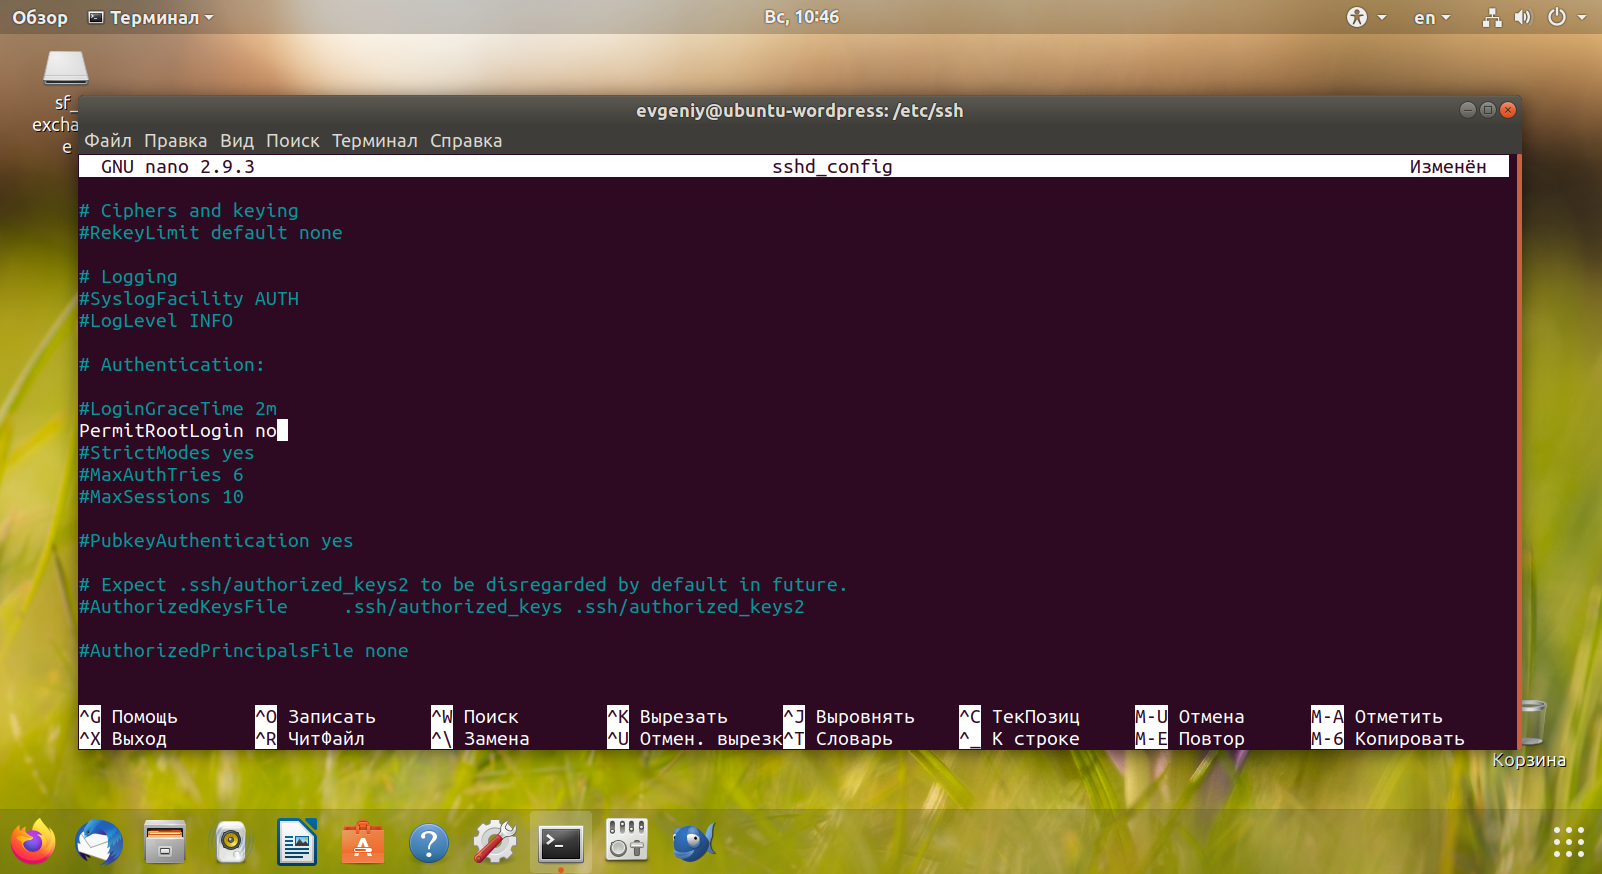 Обзор Терминал Вс, 10:46 en
sf_
excha
e
evgeniy@ubuntu-wordpress: /etc/ssh
Файл Правка Вид Поиск Терминал Справка
GNU nano 2.9.3 sshd_config Изменён
# Ciphers and keying
#RekeyLimit default none
# Logging
#SyslogFacility AUTH
#LogLevel INFO
# Authentication:
#LoginGraceTime 2m
PermitRootLogin no
#StrictModes yes
#MaxAuthTries 6
#MaxSessions 10
#PubkeyAuthentication yes
# Expect .ssh/authorized_keys2 to be disregarded by default in future.
#AuthorizedKeysFile .ssh/authorized_keys .ssh/authorized_keys2
#AuthorizedPrincipalsFile none
^G Помощь ^O Записать ^W Поиск ^K Вырезать ^J Выровнять ^C ТекПозиц M-U Отмена M-A Отметить
^X Выход ^R ЧитФайл ^\ Замена ^U Отмен. вырезк^T Словарь ^_ К строке M-E Повтор M-6 Копировать
Корзина